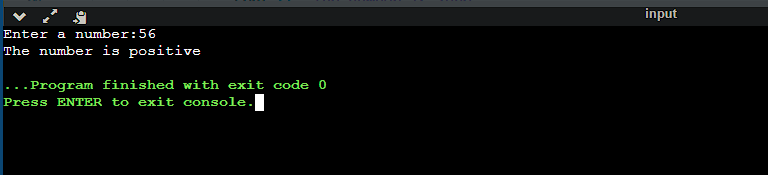 input
Enter a number:56
The number is positive
...Program finished with exit code 0
Press ENTER to exit console.